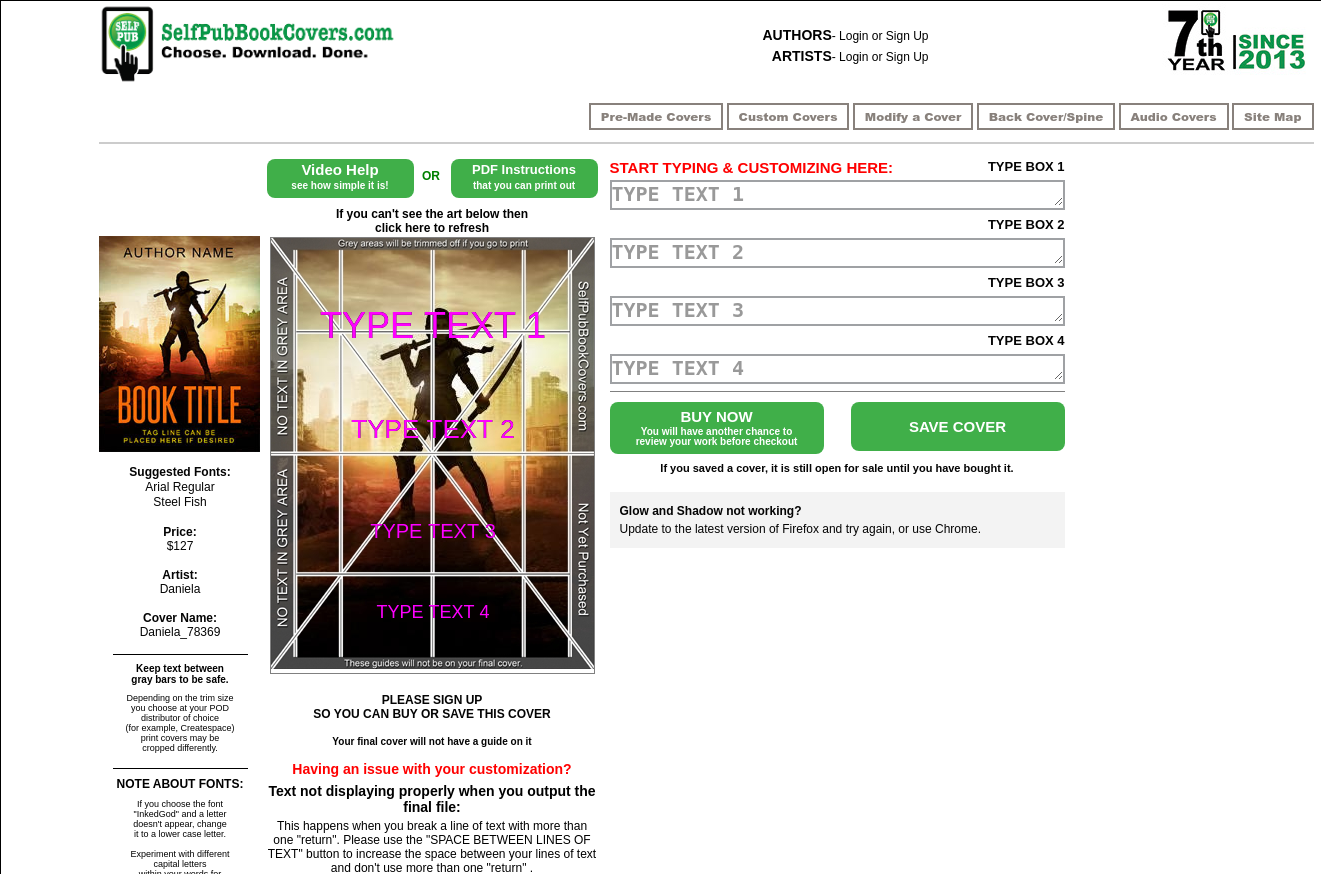 SELF
PUB
SelfPubBookCovers.com
Choose. Download. Done.
AUTHORS- Login or Sign Up
ARTISTS- Login or Sign Up
7th
YEAR
SINCE
2013
Pre-Made Covers
Custom Covers
Modify a Cover
Back Cover/Spine
Audio Covers
Site Map
Video Help
see how simple it is!
OR
PDF Instructions
that you can print out
If you can't see the art below then
click here to refresh
AUTHOR NAME
BOOK TITLE
TAG LINE CAN BE
PLACED HERE IF DESIRED
Suggested Fonts:
Arial Regular
Steel Fish
Price:
$127
Artist:
Daniela
Cover Name:
Daniela_78369
Keep text between
gray bars to be safe.
Depending on the trim size
you choose at your POD
distributor of choice
(for example, Createspace)
print covers may be
cropped differently.
NOTE ABOUT FONTS:
If you choose the font
"InkedGod" and a letter
doesn't appear, change
it to a lower case letter.
Experiment with different
capital letters
within your words for
Grey areas will be trimmed off if you go to print
NO TEXT IN GREY AREA
NO TEXT IN GREY AREA
SelfPubBookCovers.com
Not Yet Purchased
TYPE TEXT 1
TYPE TEXT 2
TYPE TEXT 3
TYPE TEXT 4
These guides will not be on your final cover.
PLEASE SIGN UP
SO YOU CAN BUY OR SAVE THIS COVER
Your final cover will not have a guide on it
Having an issue with your customization?
Text not displaying properly when you output the
final file:
This happens when you break a line of text with more than
one "return". Please use the "SPACE BETWEEN LINES OF
TEXT" button to increase the space between your lines of text
and don't use more than one "return" .
START TYPING & CUSTOMIZING HERE:
TYPE BOX 1
TYPE TEXT 1
TYPE BOX 2
TYPE TEXT 2
TYPE BOX 3
TYPE TEXT 3
TYPE BOX 4
TYPE TEXT 4
BUY NOW
You will have another chance to
review your work before checkout
SAVE COVER
If you saved a cover, it is still open for sale until you have bought it.
Glow and Shadow not working?
Update to the latest version of Firefox and try again, or use Chrome.